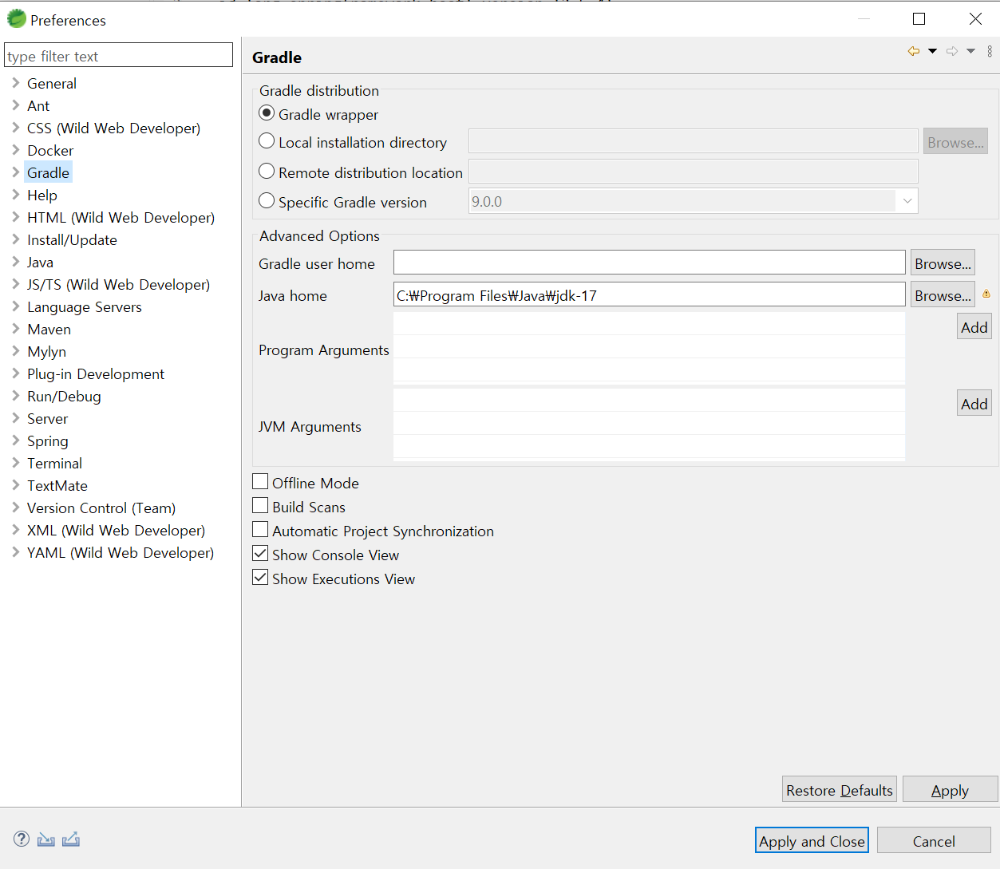 Preferences
type filter text
General
Ant
CSS (Wild Web Developer)
Docker
Gradle
Help
HTML (Wild Web Developer)
Install/Update
Java
JS/TS (Wild Web Developer)
Language Servers
Maven
Mylyn
Plug-in Development
Run/Debug
Server
Spring
Terminal
TextMate
Version Control (Team)
XML (Wild Web Developer)
YAML (Wild Web Developer)
Gradle
Gradle distribution
Gradle wrapper
Local installation directory Browse...
Remote distribution location
Specific Gradle version 9.0.0
Advanced Options
Gradle user home Browse...
Java home C:₩Program Files₩Java₩jdk-17 Browse...
Add
Program Arguments
Add
JVM Arguments
Offline Mode
Build Scans
Automatic Project Synchronization
Show Console View
Show Executions View
Restore Defaults Apply
Apply and Close Cancel